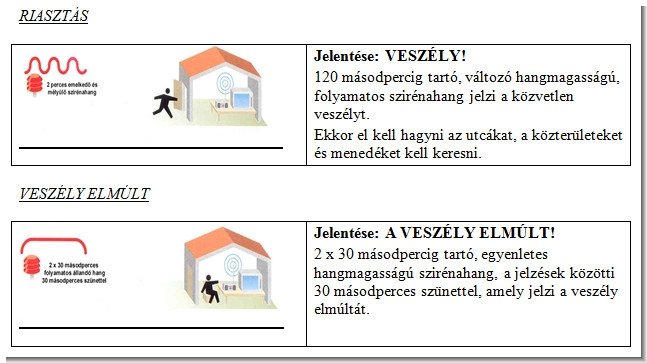 RIASZTÁS
2 perces emelkedő és
mélyülő szirénahang
Jelentése: VESZÉLY!
120 másodpercig tartó, változó hangmagasságú,
folyamatos szirénahang jelzi a közvetlen
veszélyt.
Ekkor el kell hagyni az utcákat, a közterületeket
és menedéket kell keresni.
VESZÉLY ELMÚLT
2 x 30 másodperces
folyamatos állandó hang
30 másodperces szünettel
Jelentése: A VESZÉLY ELMÚLT!
2 x 30 másodpercig tartó, egyenletes
hangmagasságú szirénahang, a jelzések közötti
30 másodperces szünettel, amely jelzi a veszély
elmúltát.